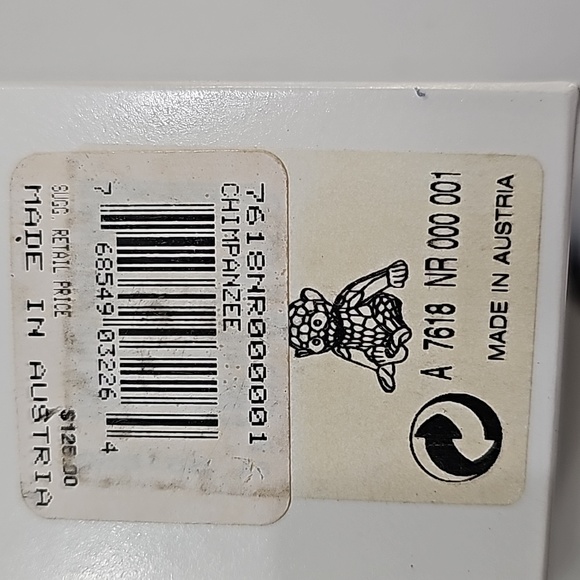 7618NR000001
CHIMPANZEE
7 68549 03226 4
SUGG. RETAIL PRICE $125.00
MADE IN AUSTRIA
A 7618 NR 000 001
MADE IN AUSTRIA